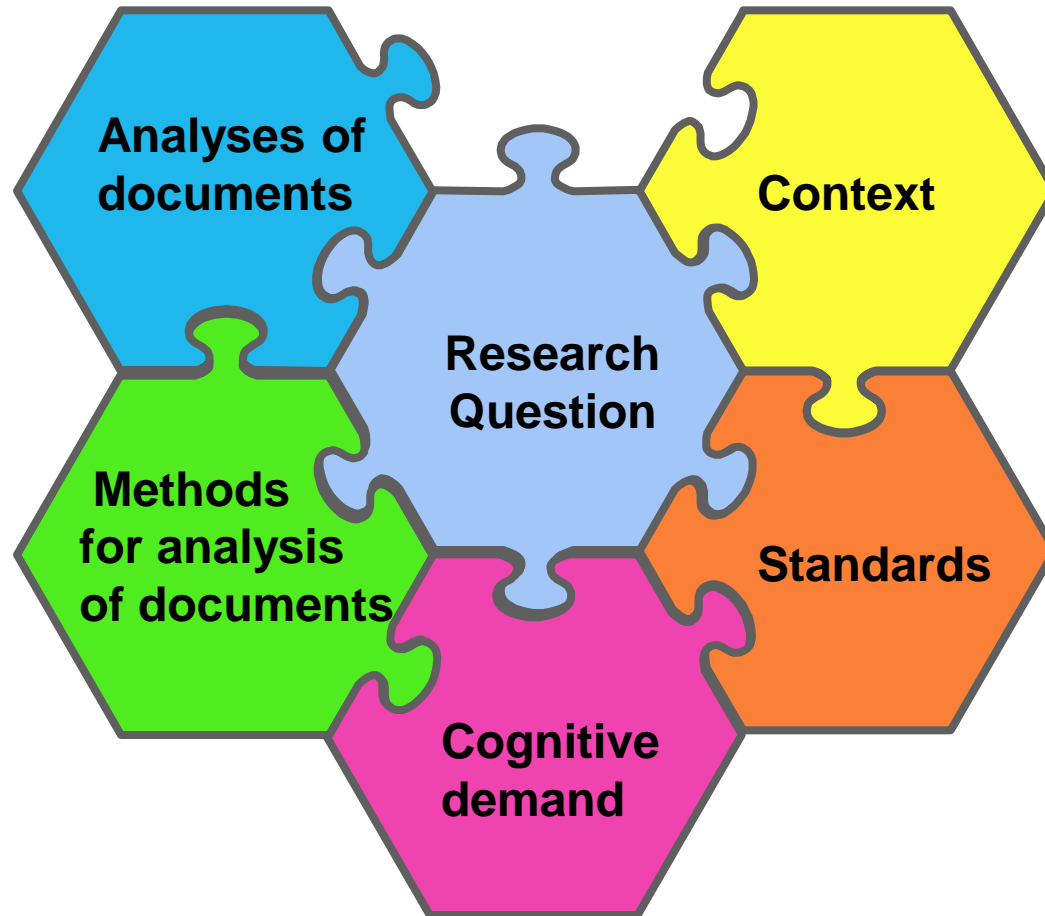 Analyses of
documents
Context
Research
Question
Methods
for analysis
of documents
Standards
Cognitive
demand